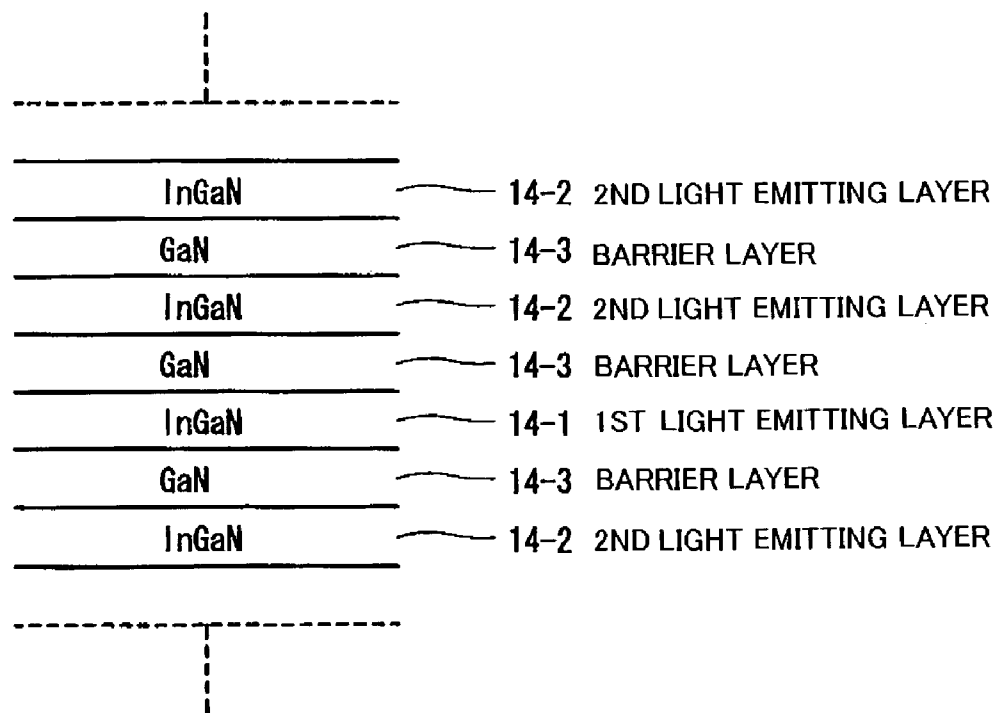 InGaN 14-2 2ND LIGHT EMITTING LAYER
GaN 14-3 BARRIER LAYER
InGaN 14-2 2ND LIGHT EMITTING LAYER
GaN 14-3 BARRIER LAYER
InGaN 14-1 1ST LIGHT EMITTING LAYER
GaN 14-3 BARRIER LAYER
InGaN 14-2 2ND LIGHT EMITTING LAYER